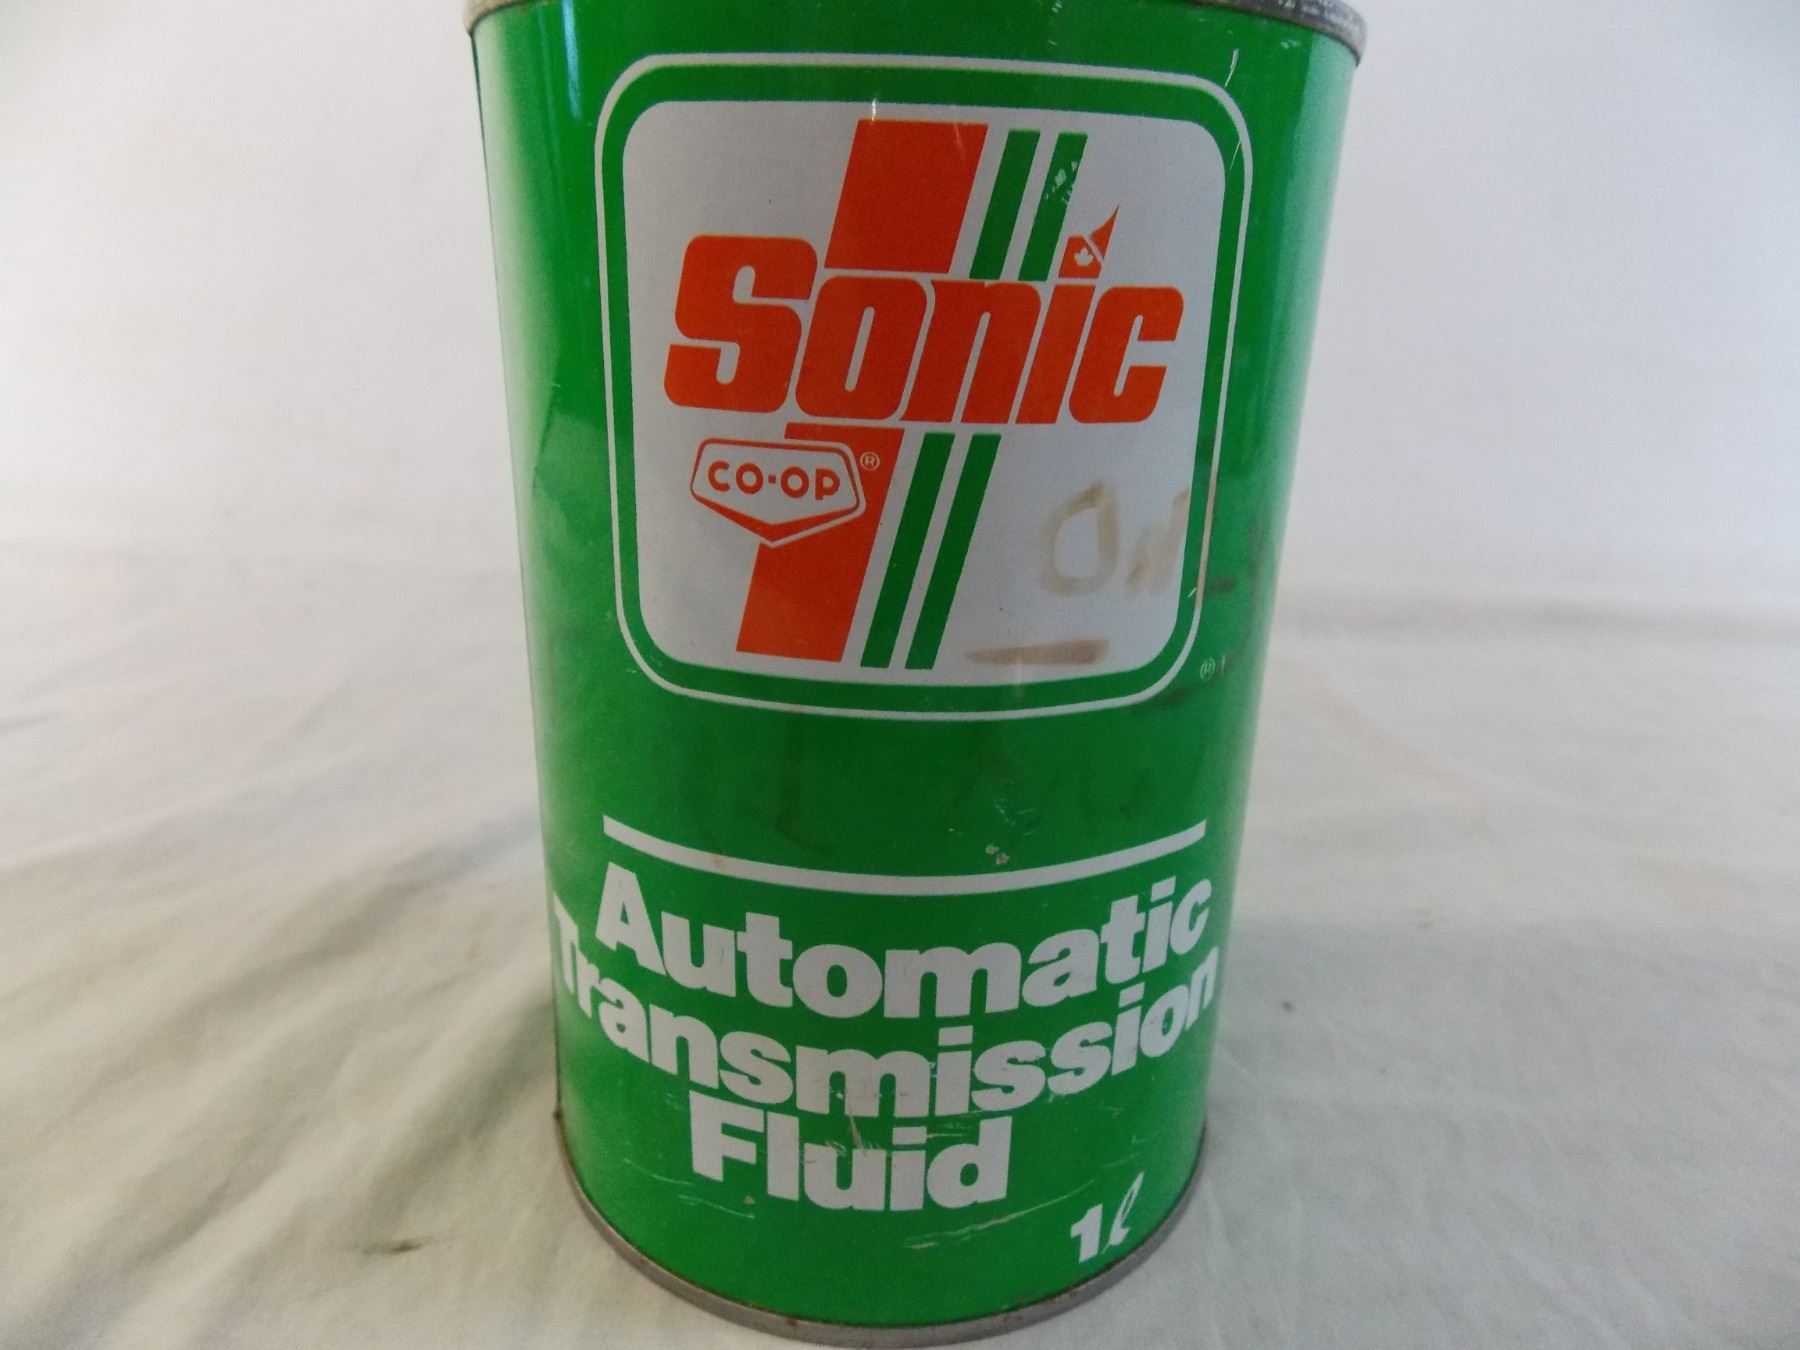 Sonic
CO-OP ®
®
Automatic
Transmission
Fluid
1ℓ